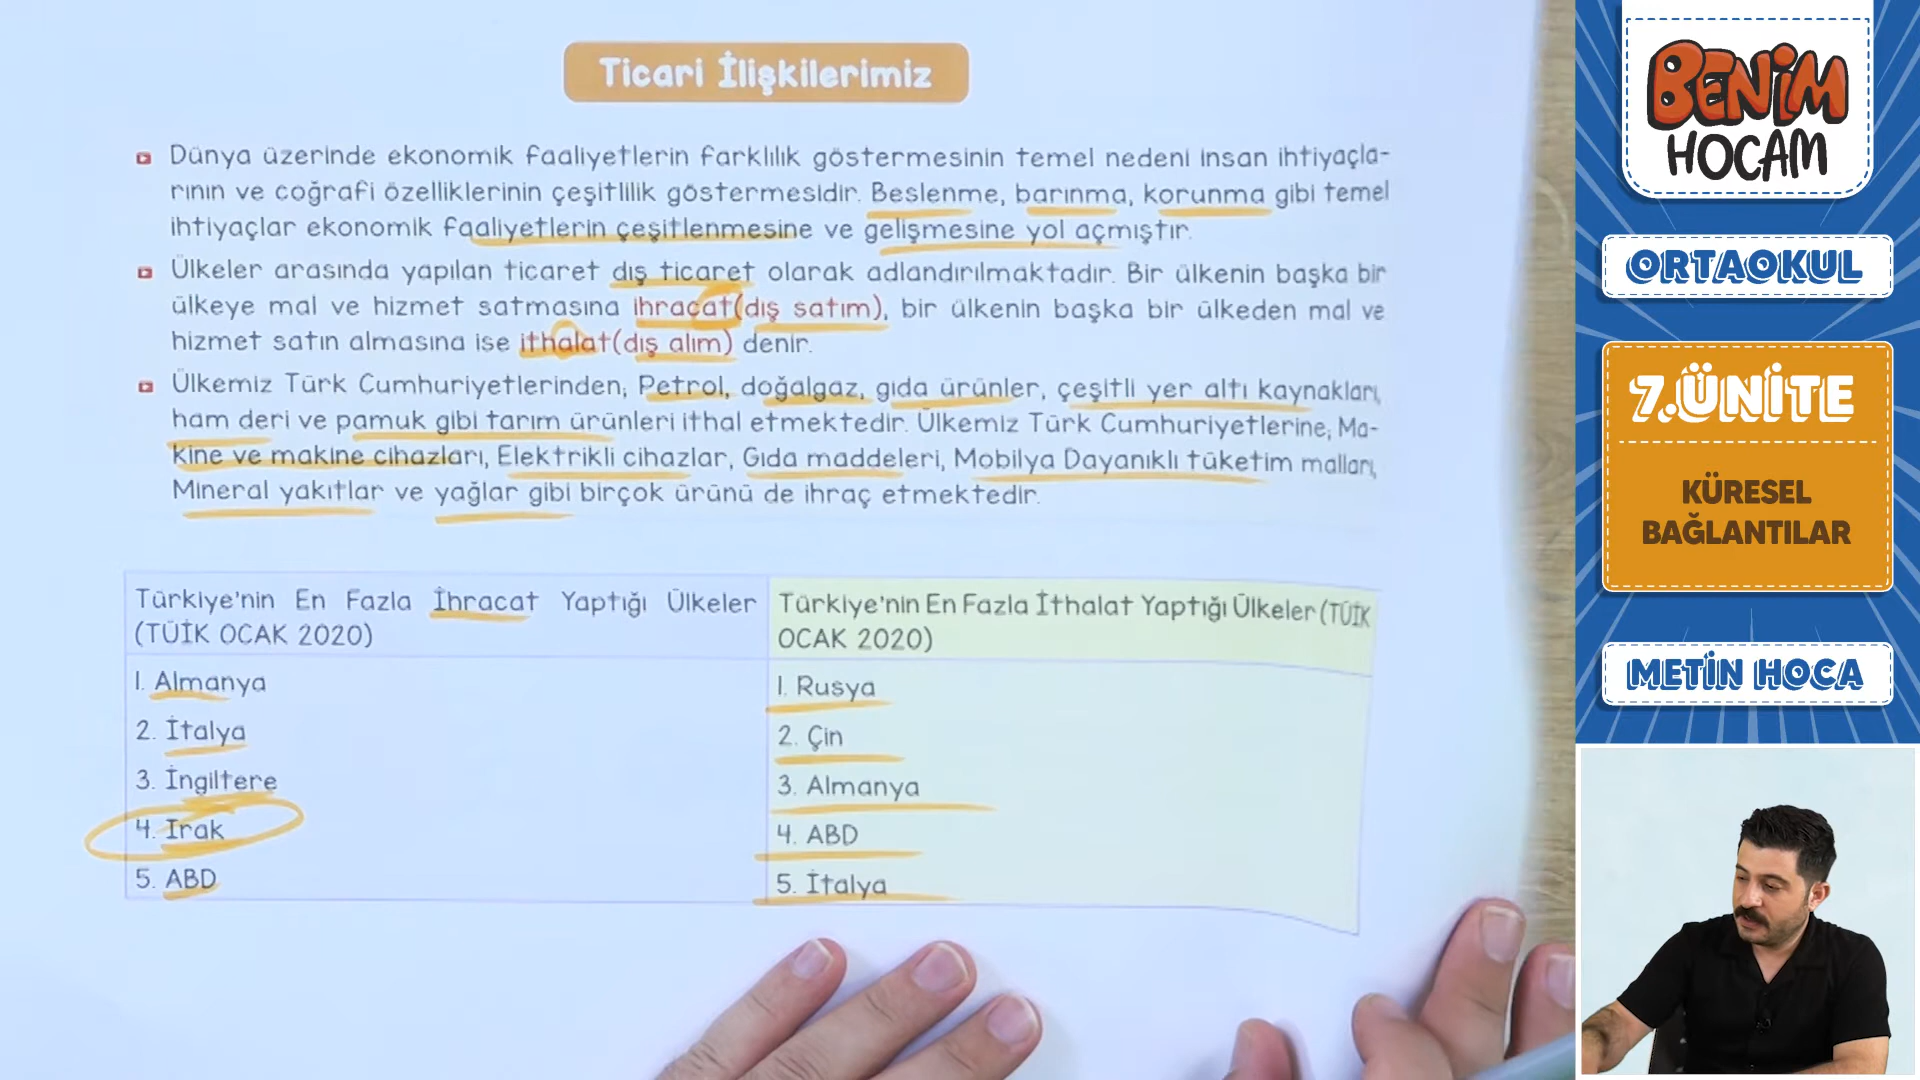 Ticari İlişkilerimiz
Dünya üzerinde ekonomik faaliyetlerin farklılık göstermesinin temel nedeni insan ihtiyaçla-
rının ve coğrafi özelliklerinin çeşitlilik göstermesidir. Beslenme, barınma, korunma gibi temel
ihtiyaçlar ekonomik faaliyetlerin çeşitlenmesine ve gelişmesine yol açmıştır.
Ülkeler arasında yapılan ticaret dış ticaret olarak adlandırılmaktadır. Bir ülkenin başka bir
ülkeye mal ve hizmet satmasına ihracat(dış satım), bir ülkenin başka bir ülkeden mal ve
hizmet satın almasına ise ithalat(dış alım) denir.
Ülkemiz Türk Cumhuriyetlerinden; Petrol, doğalgaz, gıda ürünler, çeşitli yer altı kaynakları,
ham deri ve pamuk gibi tarım ürünleri ithal etmektedir. Ülkemiz Türk Cumhuriyetlerine; Ma-
kine ve makine cihazları, Elektrikli cihazlar, Gıda maddeleri, Mobilya Dayanıklı tüketim malları,
Mineral yakıtlar ve yağlar gibi birçok ürünü de ihraç etmektedir.
Türkiye'nin En Fazla İhracat Yaptığı Ülkeler
(TÜİK OCAK 2020)
1. Almanya
2. İtalya
3. İngiltere
4. Irak
5. ABD
Türkiye'nin En Fazla İthalat Yaptığı Ülkeler (TÜİK
OCAK 2020)
1. Rusya
2. Çin
3. Almanya
4. ABD
5. İtalya
BENİM
HOCAM
ORTAOKUL
7.ÜNİTE
KÜRESEL
BAĞLANTILAR
METİN HOCA